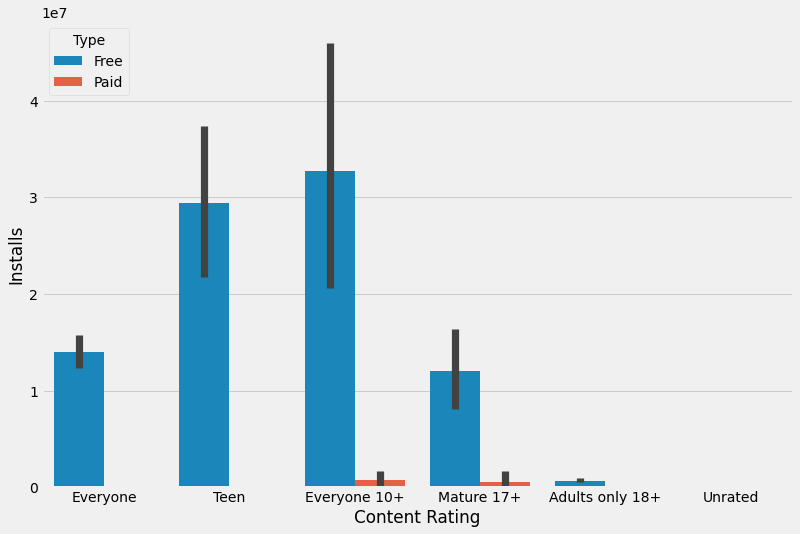 1e7
Type
Free
Paid
4
3
2
1
0
Installs
Everyone
Teen
Everyone 10+
Mature 17+
Adults only 18+
Unrated
Content Rating